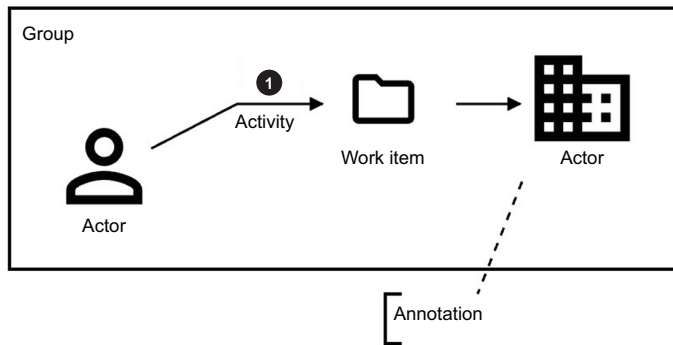 Group
1
Activity
Work item
Actor
Actor
Annotation